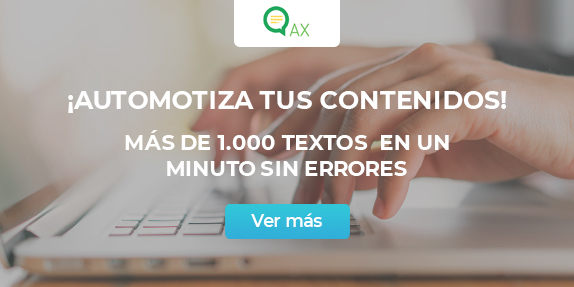 AX
¡AUTOMOTIZA TUS CONTENIDOS!
MÁS DE 1.000 TEXTOS EN UN
MINUTO SIN ERRORES
Ver más